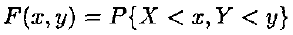 F(x, y) = P{X < x, Y < y}